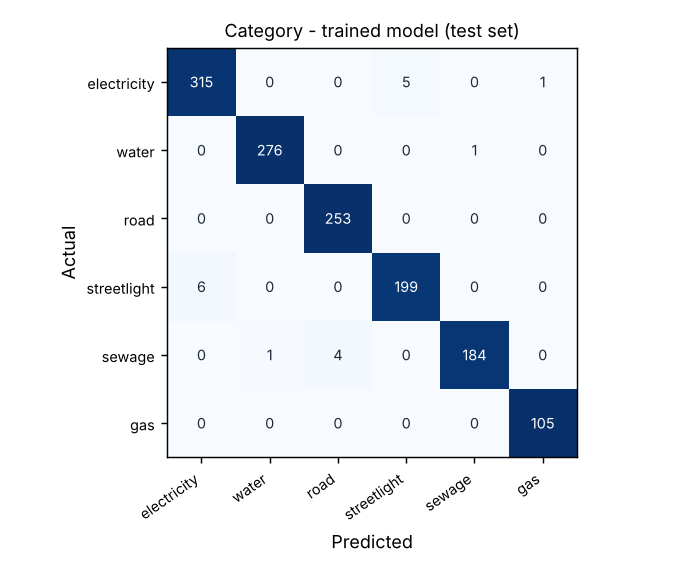 Category - trained model (test set)
electricity 315 0 0 5 0 1
water 0 276 0 0 1 0
road 0 0 253 0 0 0
streetlight 6 0 0 199 0 0
sewage 0 1 4 0 184 0
gas 0 0 0 0 0 105
Actual
electricity water road streetlight sewage gas
Predicted